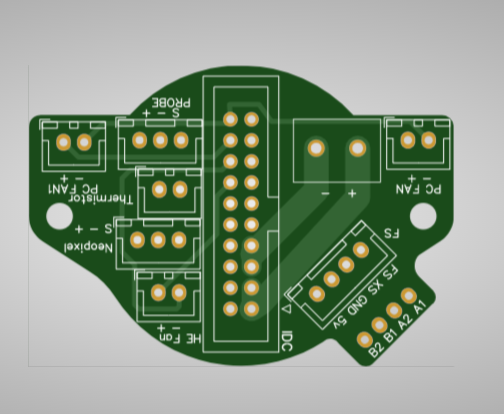 PROBE
S - +
+ -
PC FAN1
Thermistor
S - +
Neopixel
+ -
HE Fan
IDC
- +
+ -
PC FAN
FS
FS XS GND 5v
B2 B1 A2 A1